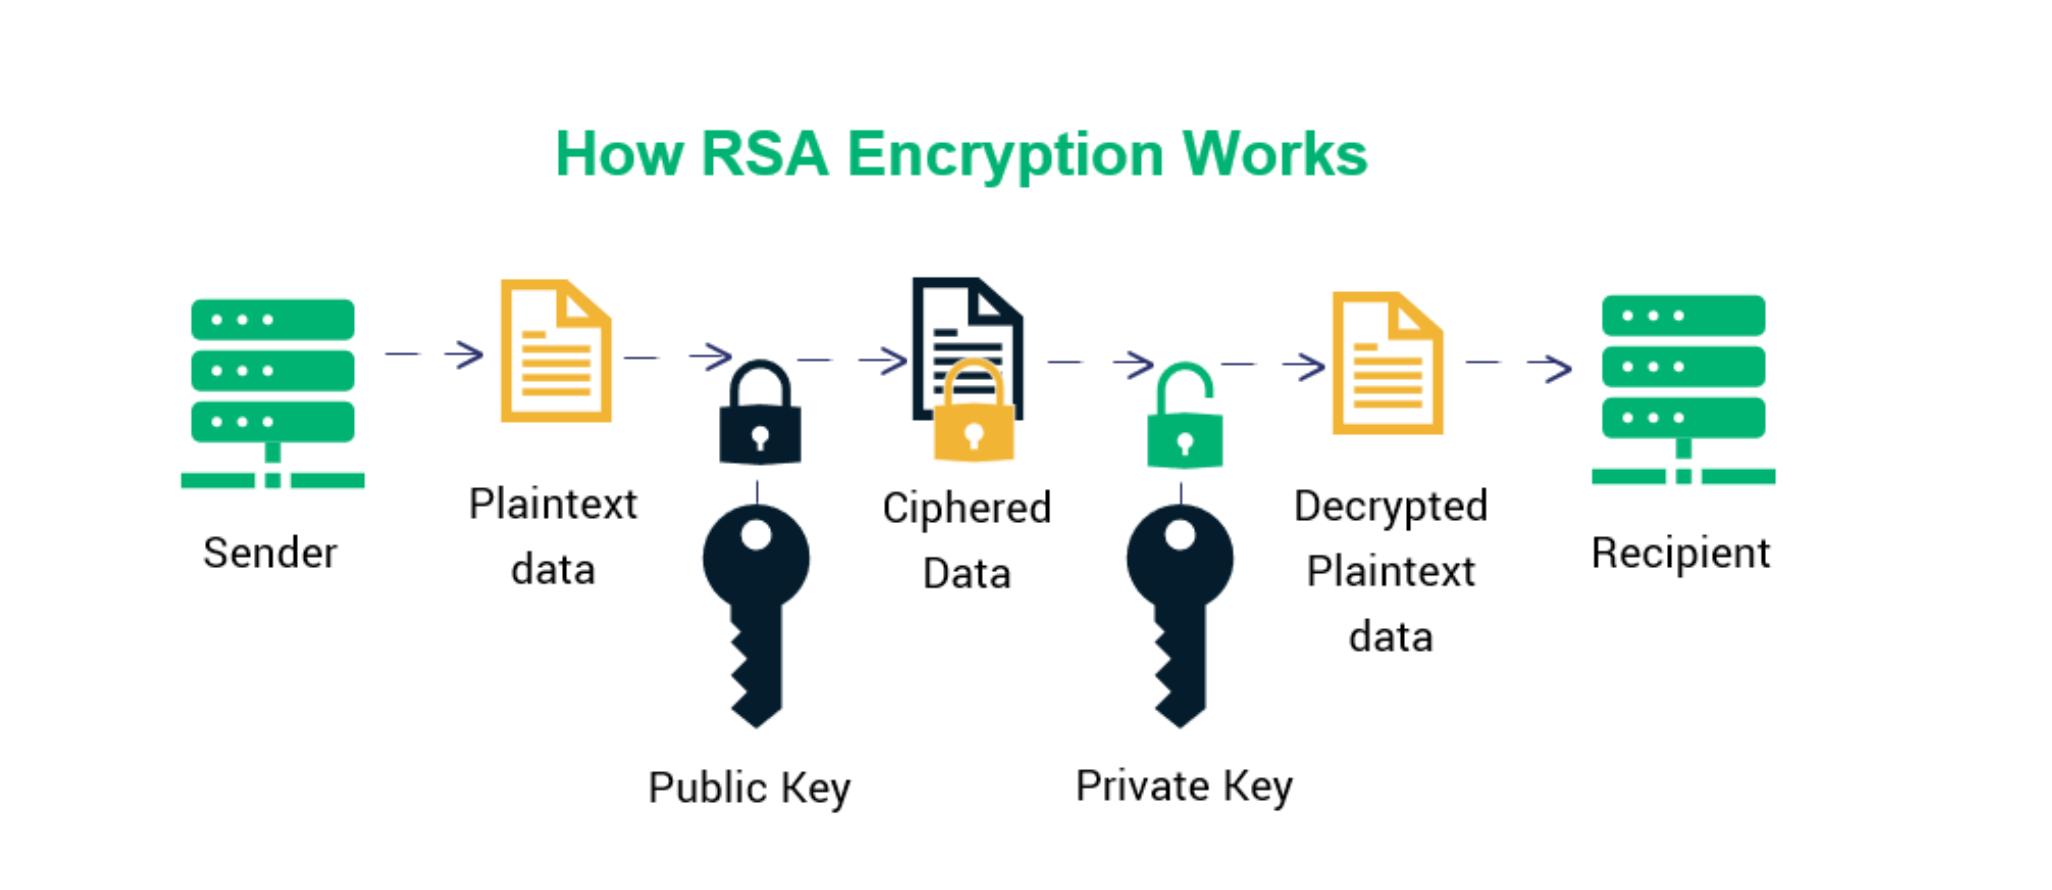 How RSA Encryption Works
Sender
Plaintext
data
Public Key
Ciphered
Data
Private Key
Decrypted
Plaintext
data
Recipient